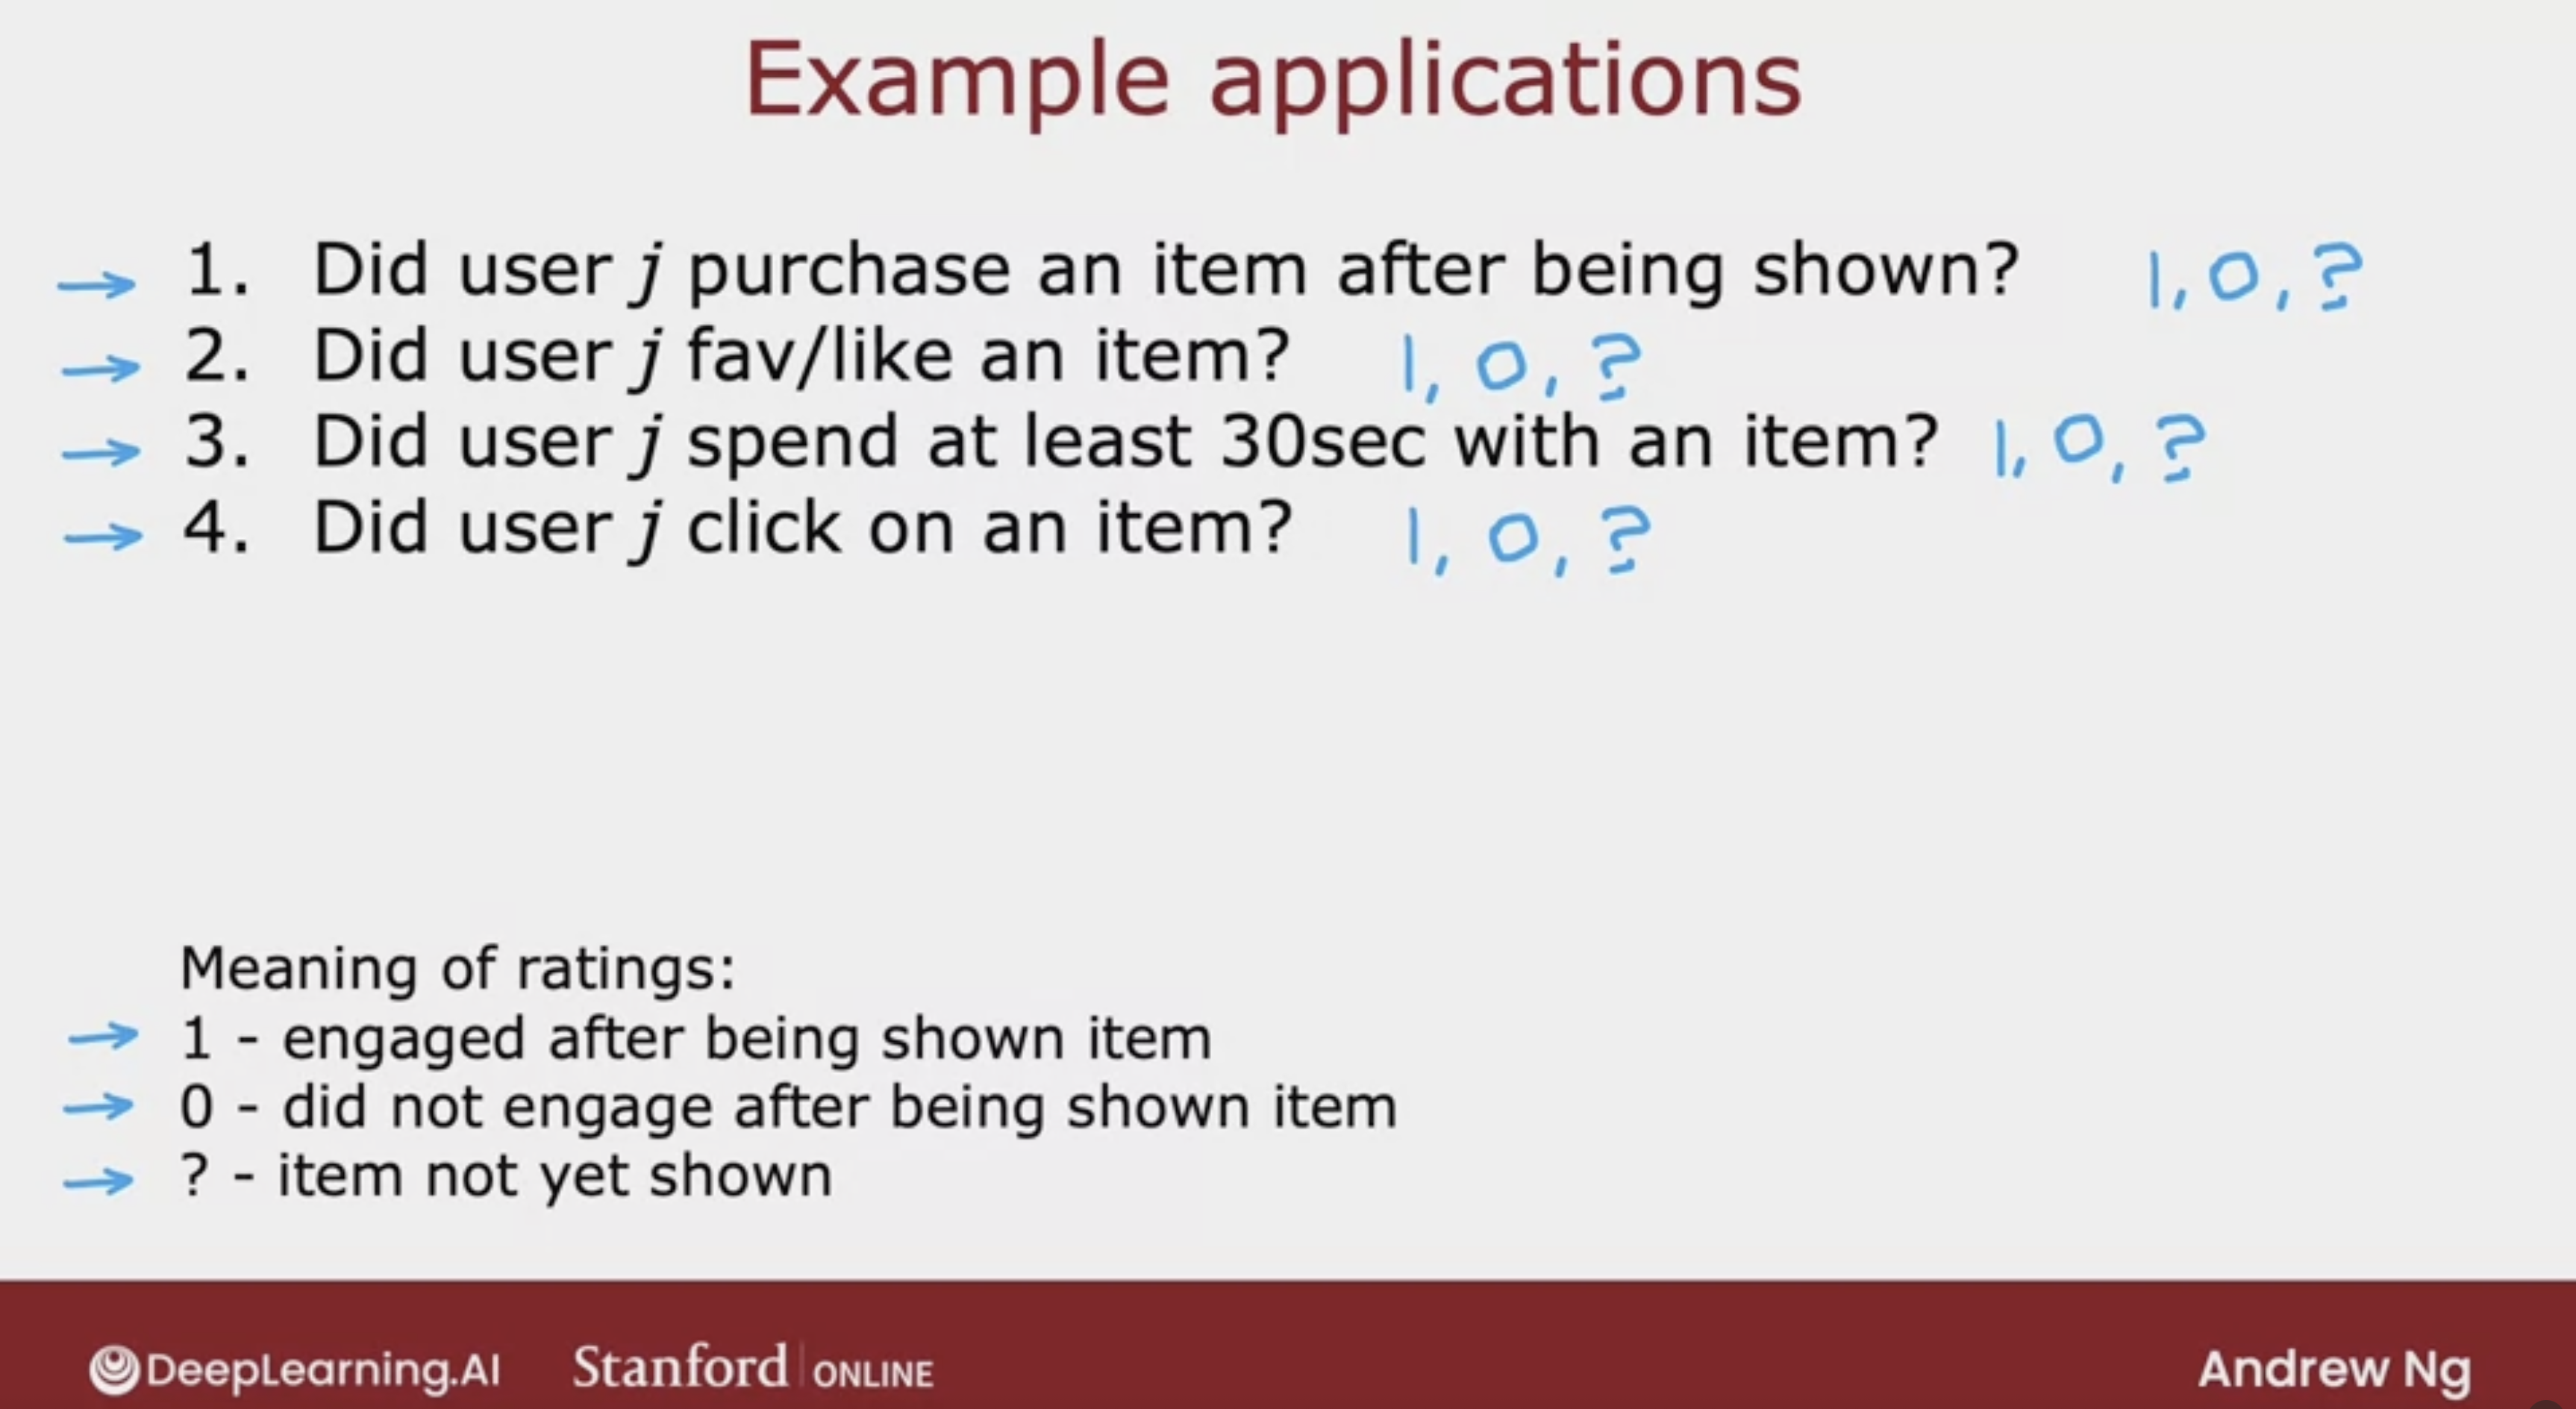 Example applications
→ 1. Did user j purchase an item after being shown? 1, 0, ?
→ 2. Did user j fav/like an item? 1, 0, ?
→ 3. Did user j spend at least 30sec with an item? 1, 0, ?
→ 4. Did user j click on an item? 1, 0, ?
Meaning of ratings:
→ 1 - engaged after being shown item
→ 0 - did not engage after being shown item
→ ? - item not yet shown
DeepLearning.AI Stanford | ONLINE Andrew Ng